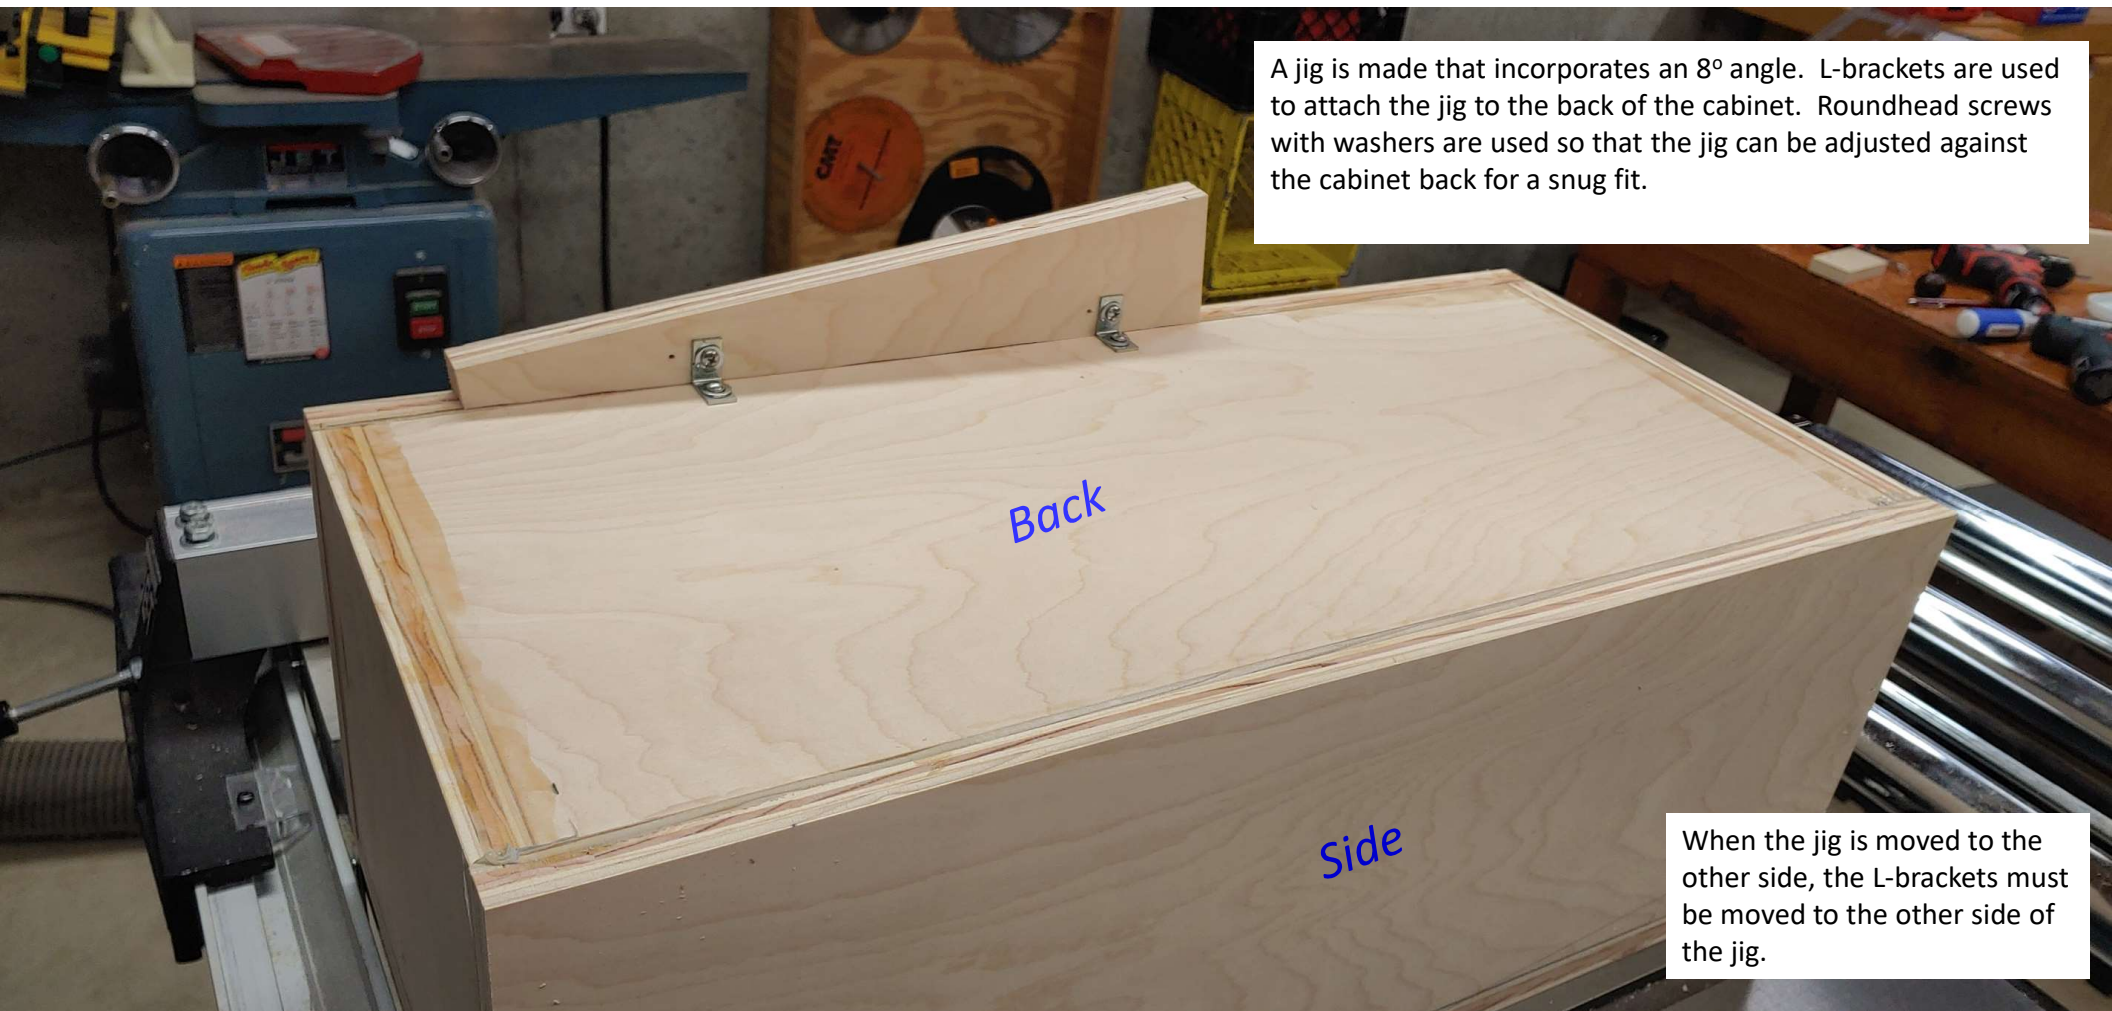 A jig is made that incorporates an 8° angle. L-brackets are used
to attach the jig to the back of the cabinet. Roundhead screws
with washers are used so that the jig can be adjusted against
the cabinet back for a snug fit.
CMT
Back
Side
When the jig is moved to the
other side, the L-brackets must
be moved to the other side of
the jig.